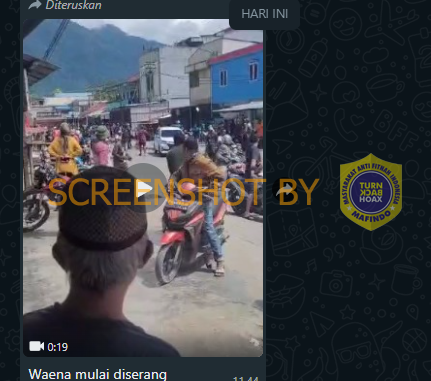 Diteruskan
HARI INI
SCREENSHOT BY
MASYARAKAT ANTI FITNAH INDONESIA
TURN
BACK
HOAX
MAFINDO
0:19
Waena mulai diserang
11.44